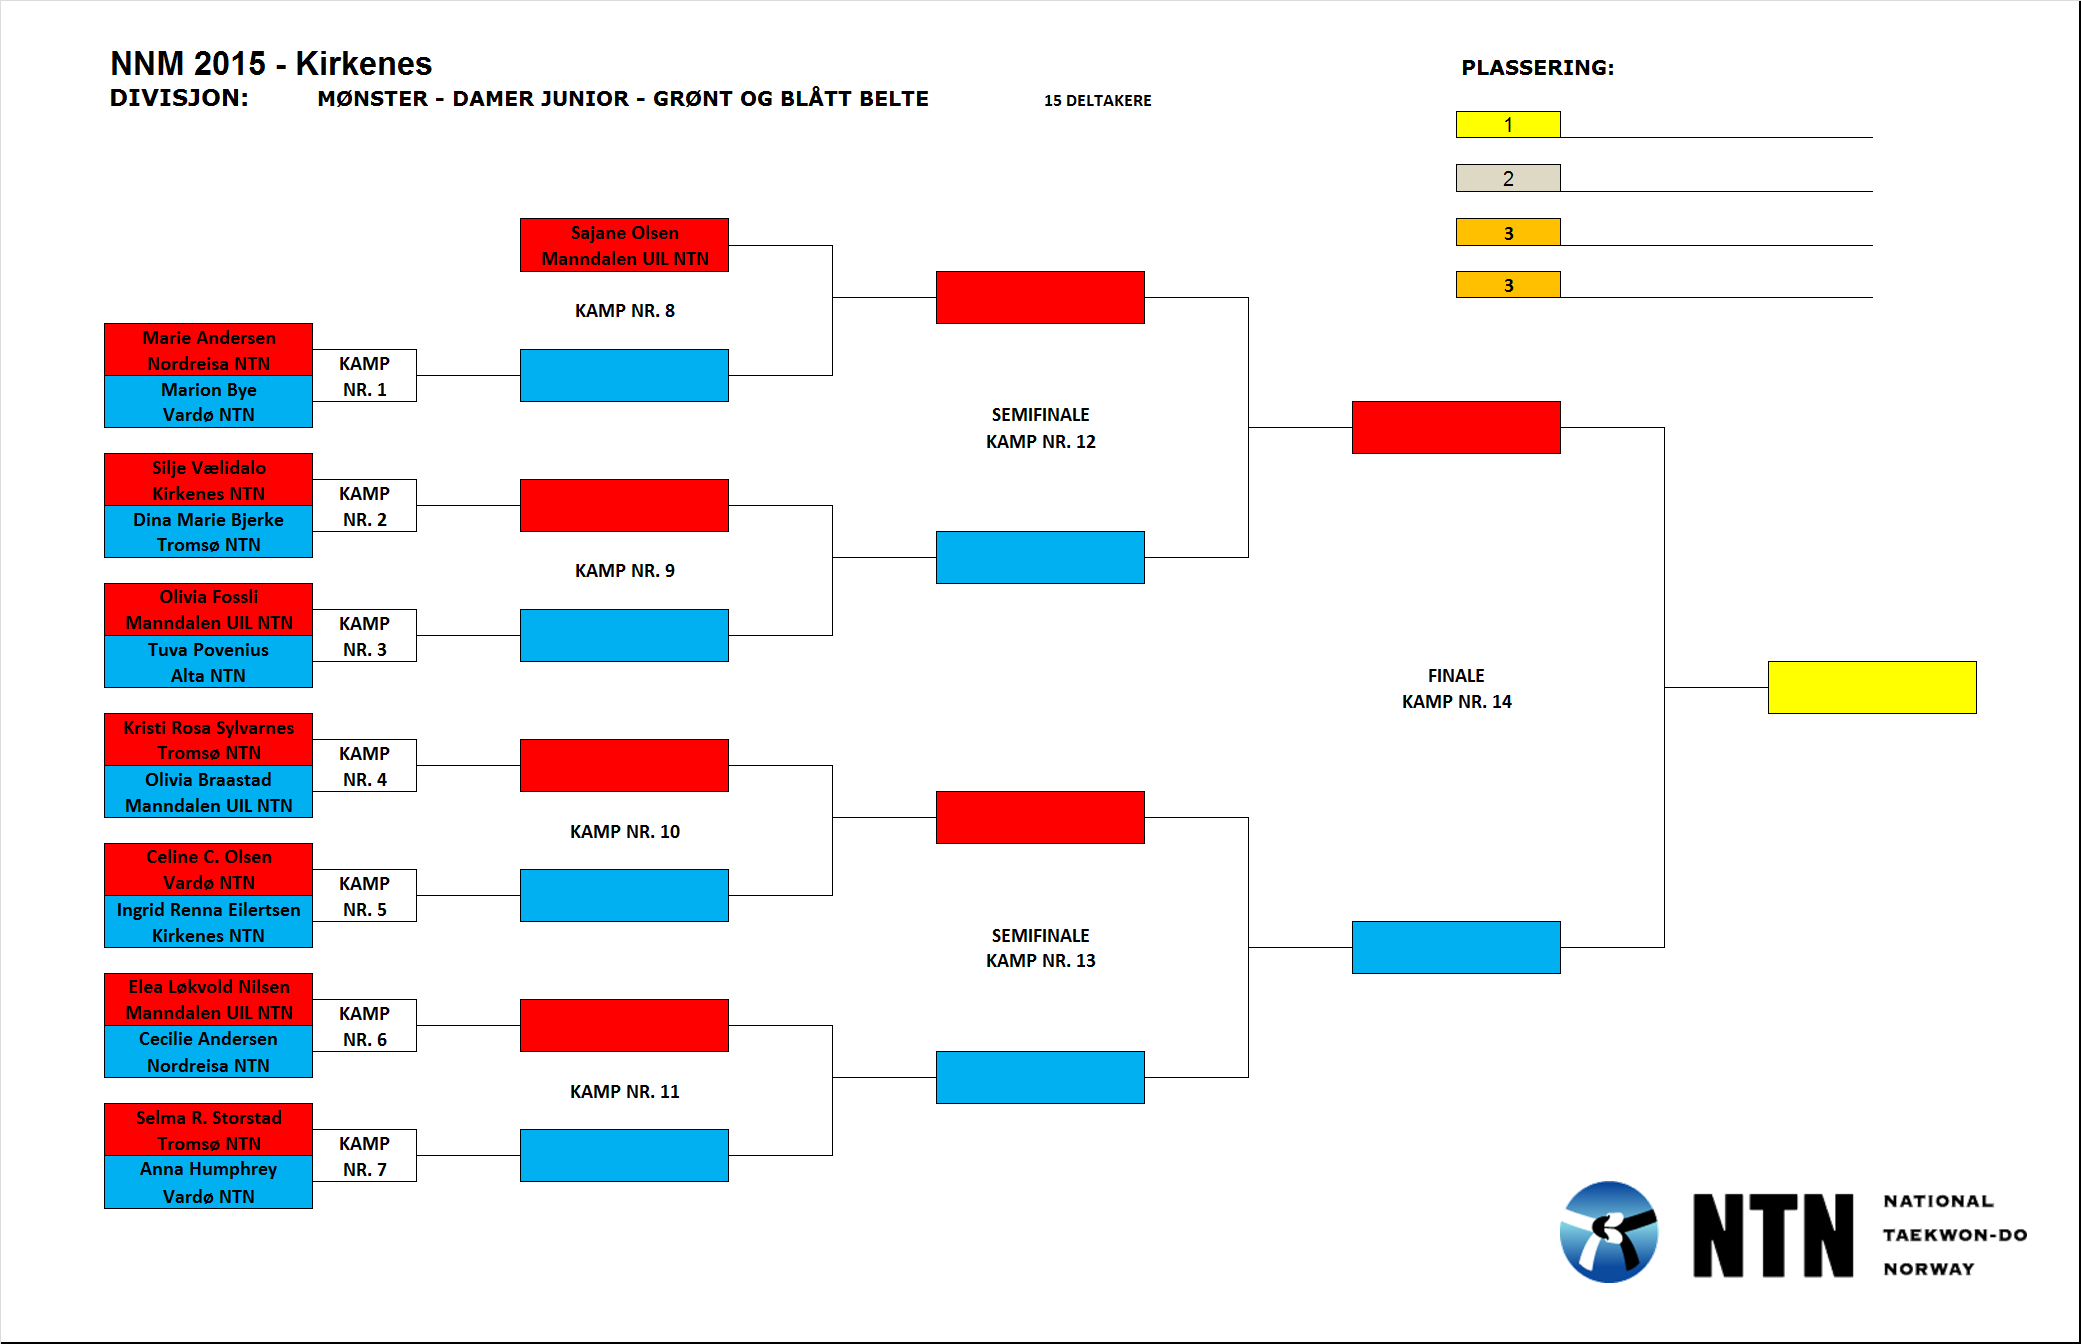 NNM 2015 - Kirkenes
DIVISJON: MØNSTER - DAMER JUNIOR - GRØNT OG BLÅTT BELTE 15 DELTAKERE
PLASSERING:
1
2
3
3
Sajane Olsen
Manndalen UIL NTN
KAMP NR. 8
Marie Andersen
Nordreisa NTN
Marion Bye
Vardø NTN
KAMP
NR. 1
Silje Vælidalo
Kirkenes NTN
Dina Marie Bjerke
Tromsø NTN
KAMP
NR. 2
KAMP NR. 9
Olivia Fossli
Manndalen UIL NTN
Tuva Povenius
Alta NTN
KAMP
NR. 3
SEMIFINALE
KAMP NR. 12
Kristi Rosa Sylvarnes
Tromsø NTN
Olivia Braastad
Manndalen UIL NTN
KAMP
NR. 4
KAMP NR. 10
Celine C. Olsen
Vardø NTN
Ingrid Renna Eilertsen
Kirkenes NTN
KAMP
NR. 5
FINALE
KAMP NR. 14
SEMIFINALE
KAMP NR. 13
Elea Løkvold Nilsen
Manndalen UIL NTN
Cecilie Andersen
Nordreisa NTN
KAMP
NR. 6
KAMP NR. 11
Selma R. Storstad
Tromsø NTN
Anna Humphrey
Vardø NTN
KAMP
NR. 7
NTN
NATIONAL
TAEKWON-DO
NORWAY